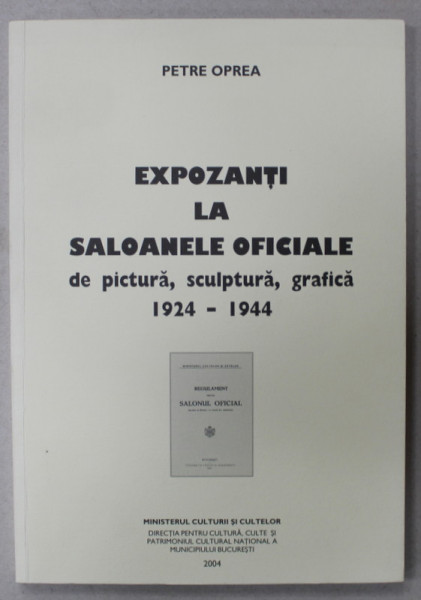 PETRE OPREA
EXPOZANȚI
LA
SALOANELE OFICIALE
de pictură, sculptură, grafică
1924 - 1944
REGULAMENT
SALONUL OFICIAL
MINISTERUL CULTURII ȘI CULTELOR
DIRECȚIA PENTRU CULTURĂ, CULTE ȘI
PATRIMONIUL CULTURAL NAȚIONAL A
MUNICIPIULUI BUCUREȘTI
2004